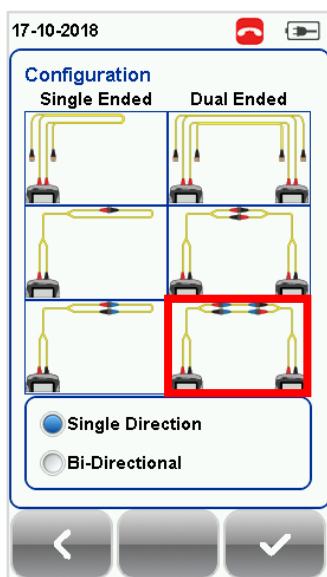 17-10-2018
Configuration
Single Ended Dual Ended
Single Direction
Bi-Directional